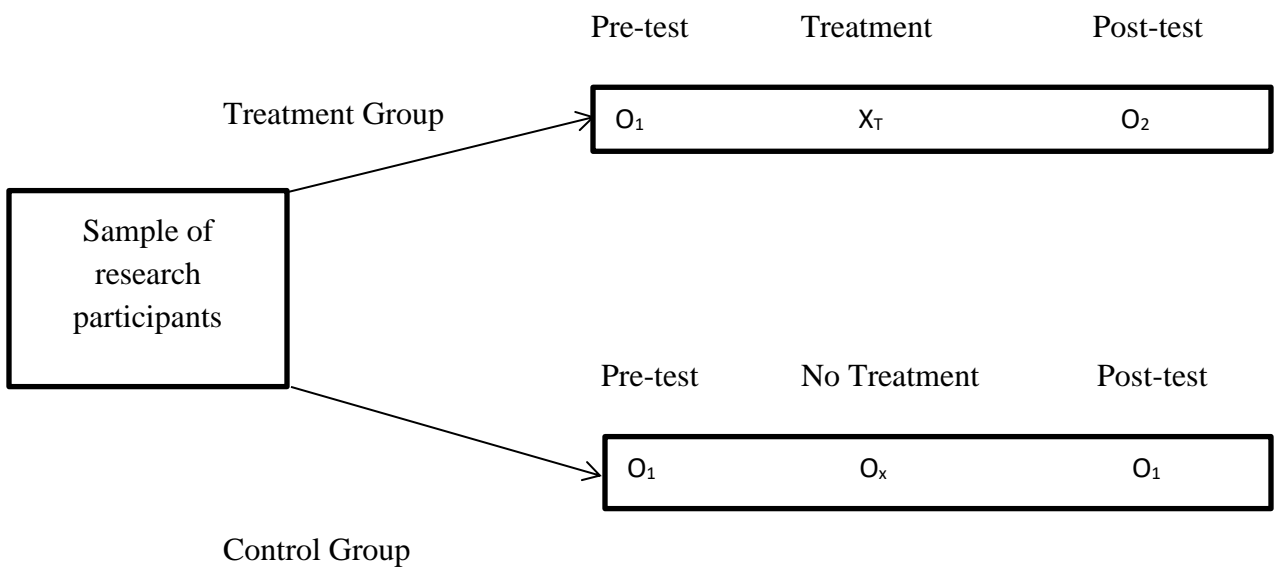 Pre-test Treatment Post-test
Treatment Group
O₁ X_T O₂
Sample of
research
participants
Pre-test No Treatment Post-test
O₁ Oₓ O₁
Control Group